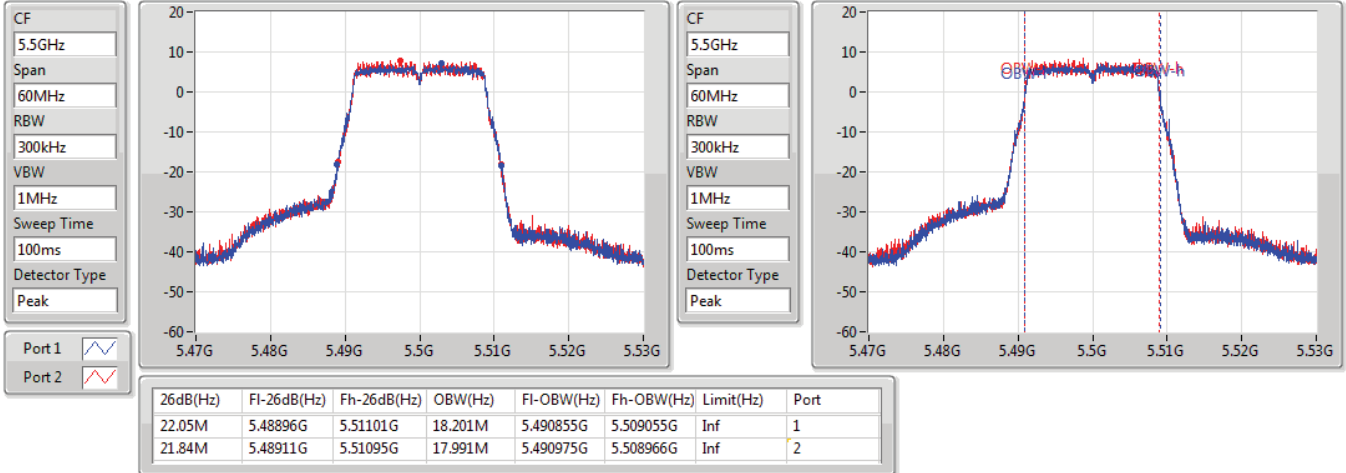 CF
5.5GHz
Span
60MHz
RBW
300kHz
VBW
1MHz
Sweep Time
100ms
Detector Type
Peak
20
10
0
-10
-20
-30
-40
-50
-60
5.47G 5.48G 5.49G 5.5G 5.51G 5.52G 5.53G
CF
5.5GHz
Span
60MHz
RBW
300kHz
VBW
1MHz
Sweep Time
100ms
Detector Type
Peak
20
10
0
-10
-20
-30
-40
-50
-60
5.47G 5.48G 5.49G 5.5G 5.51G 5.52G 5.53G
Port 1
Port 2
26dB(Hz) Fl-26dB(Hz) Fh-26dB(Hz) OBW(Hz) Fl-OBW(Hz) Fh-OBW(Hz) Limit(Hz) Port
22.05M 5.48896G 5.51101G 18.201M 5.490855G 5.509055G Inf 1
21.84M 5.48911G 5.51095G 17.991M 5.490975G 5.508966G Inf 2